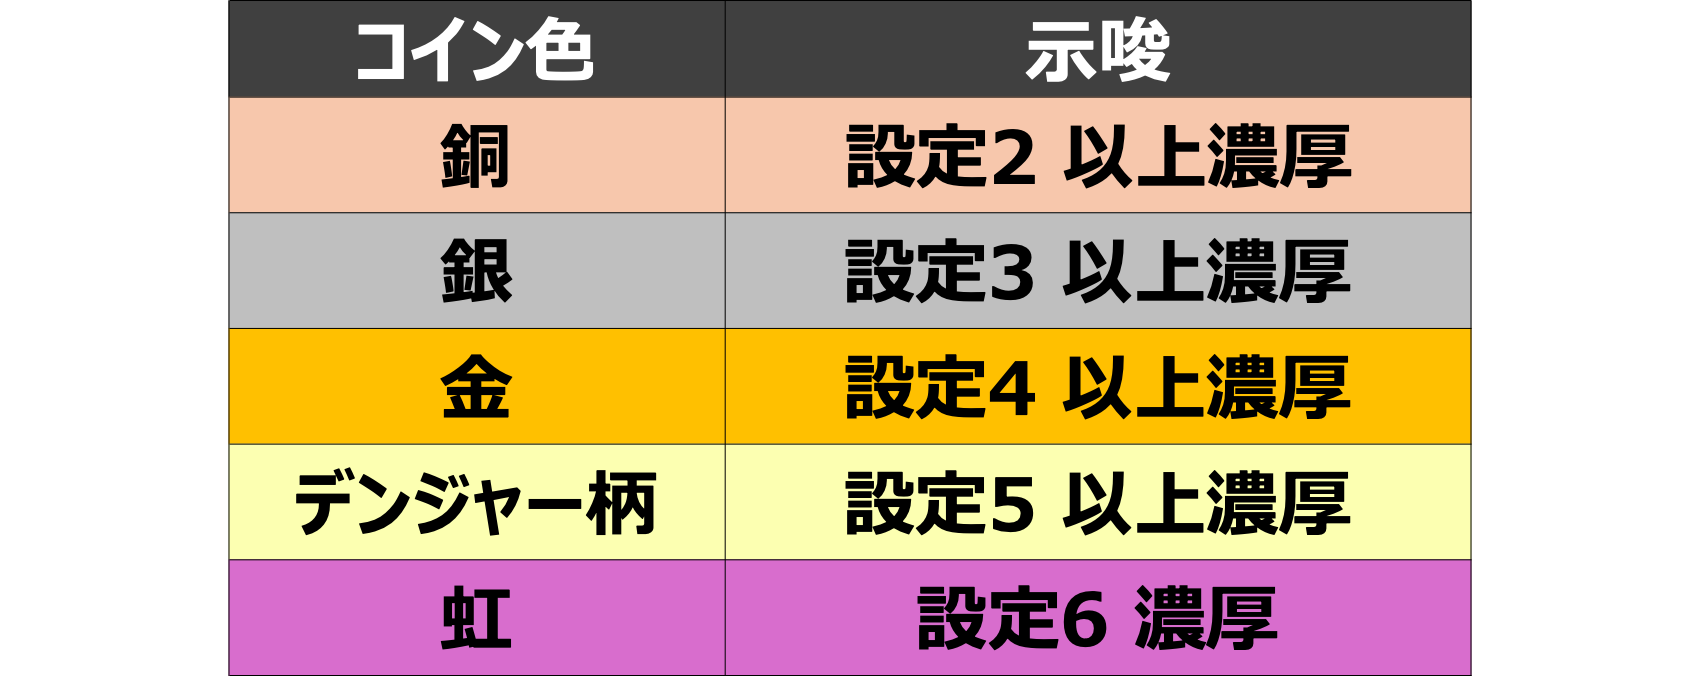 コイン色 示唆
銅 設定2 以上濃厚
銀 設定3 以上濃厚
金 設定4 以上濃厚
デンジャー柄 設定5 以上濃厚
虹 設定6 濃厚